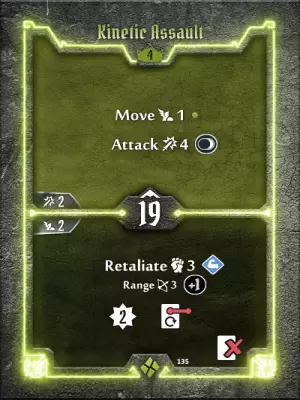 Kinetic Assault
4
Move 1
Attack 4
2
19
2
Retaliate 3
Range 3 +1
2
135